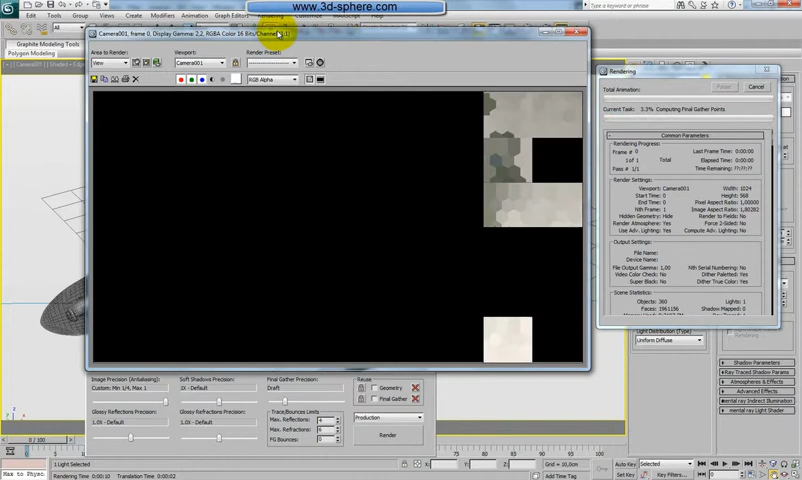 www.3d-sphere.com
Edit Tools Group Views Create Modifiers Animation Graph Editors Rendering Customize MAXScript Help
All
Graphite Modeling Tools
Polygon Modeling
Camera001, frame 0, Display Gamma: 2,2, RGBA Color 16 Bits/Channel (1:1)
Area to Render:
Viewport:
Render Preset:
View
Camera001
RGB Alpha
Rendering
Total Animation:
Pause
Cancel
Current Task: 3.3% Computing Final Gather Points
Common Parameters
Rendering Progress:
Frame # 0
Last Frame Time: 0:00:00
1 of 1 Total
Elapsed Time: 0:00:00
Pass # 1/1
Time Remaining: ??:??:??
Render Settings:
Viewport: Camera001
Width: 1024
Start Time: 0
Height: 568
End Time: 0
Pixel Aspect Ratio: 1,00000
Nth Frame: 1
Image Aspect Ratio: 1,80282
Hidden Geometry: Hide
Render to Fields: No
Render Atmosphere: Yes
Force 2-Sided: No
Use Adv. Lighting: Yes
Compute Adv. Lighting: No
Output Settings:
File Name:
Device Name:
File Output Gamma: 1,00
Nth Serial Numbering: No
Video Color Check: No
Dither Paletted: Yes
Super Black: No
Dither True Color: Yes
Scene Statistics:
Objects: 360
Lights: 1
Faces: 1961156
Shadow Mapped: 0
Light Distribution (Type)
Uniform Diffuse
Shadow Parameters
Ray Traced Shadow Params
Atmospheres & Effects
Advanced Effects
mental ray Indirect Illumination
mental ray Light Shader
Image Precision (Antialiasing):
Soft Shadows Precision:
Final Gather Precision:
Reuse
Custom: Min 1/4, Max 1
1X - Default
Draft
Geometry
Final Gather
Glossy Reflections Precision:
Glossy Refractions Precision:
Trace/Bounces Limits
1.0X - Default
1.0X - Default
Max. Reflections: 4
Max. Refractions: 6
FG Bounces: 0
Production
Render
0 / 100
Max to Physc.
1 Light Selected
Rendering Time 0:00:10
Translation Time 0:00:02
X:
Y:
Z:
Grid = 10,0cm
Add Time Tag
Auto Key
Selected
Set Key
Key Filters...